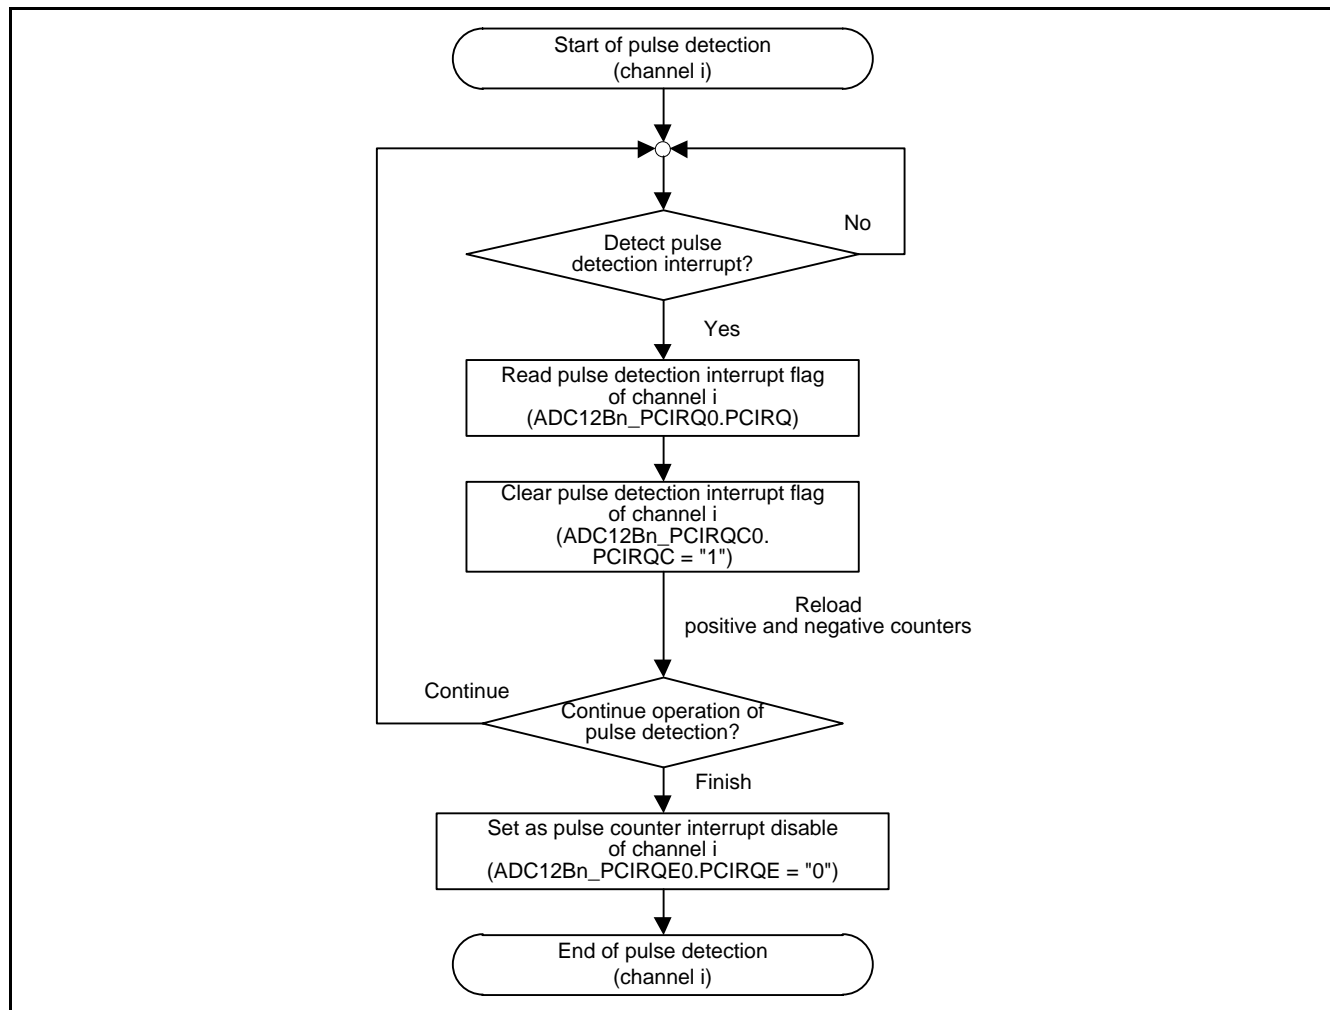 Start of pulse detection
(channel i)
No
Detect pulse
detection interrupt?
Yes
Read pulse detection interrupt flag
of channel i
(ADC12Bn_PCIRQ0.PCIRQ)
Clear pulse detection interrupt flag
of channel i
(ADC12Bn_PCIRQC0.
PCIRQC = "1")
Reload
positive and negative counters
Continue
Continue operation of
pulse detection?
Finish
Set as pulse counter interrupt disable
of channel i
(ADC12Bn_PCIRQE0.PCIRQE = "0")
End of pulse detection
(channel i)